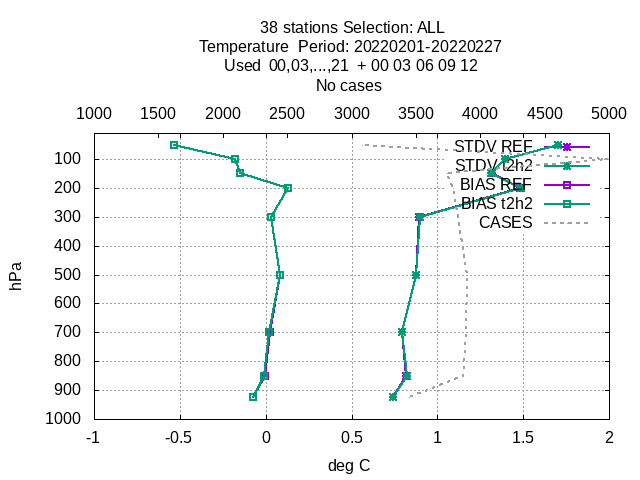 38 stations Selection: ALL
Temperature Period: 20220201-20220227
Used 00,03,...,21 + 00 03 06 09 12
No cases
1000 1500 2000 2500 3000 3500 4000 4500 5000
STDV REF
STDV t2h2
BIAS REF
BIAS t2h2
CASES
100
200
300
400
500
600
700
800
900
1000
hPa
-1 -0.5 0 0.5 1 1.5 2
deg C